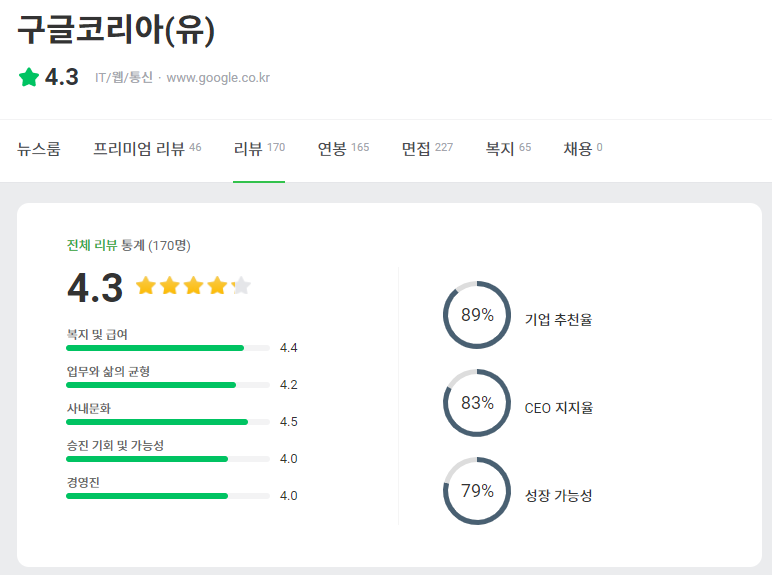 구글코리아(유)
4.3 IT/웹/통신 · www.google.co.kr
뉴스룸 프리미엄 리뷰 46 리뷰 170 연봉 165 면접 227 복지 65 채용 0
전체 리뷰 통계 (170명)
4.3
복지 및 급여
4.4
업무와 삶의 균형
4.2
사내문화
4.5
승진 기회 및 가능성
4.0
경영진
4.0
89% 기업 추천율
83% CEO 지지율
79% 성장 가능성